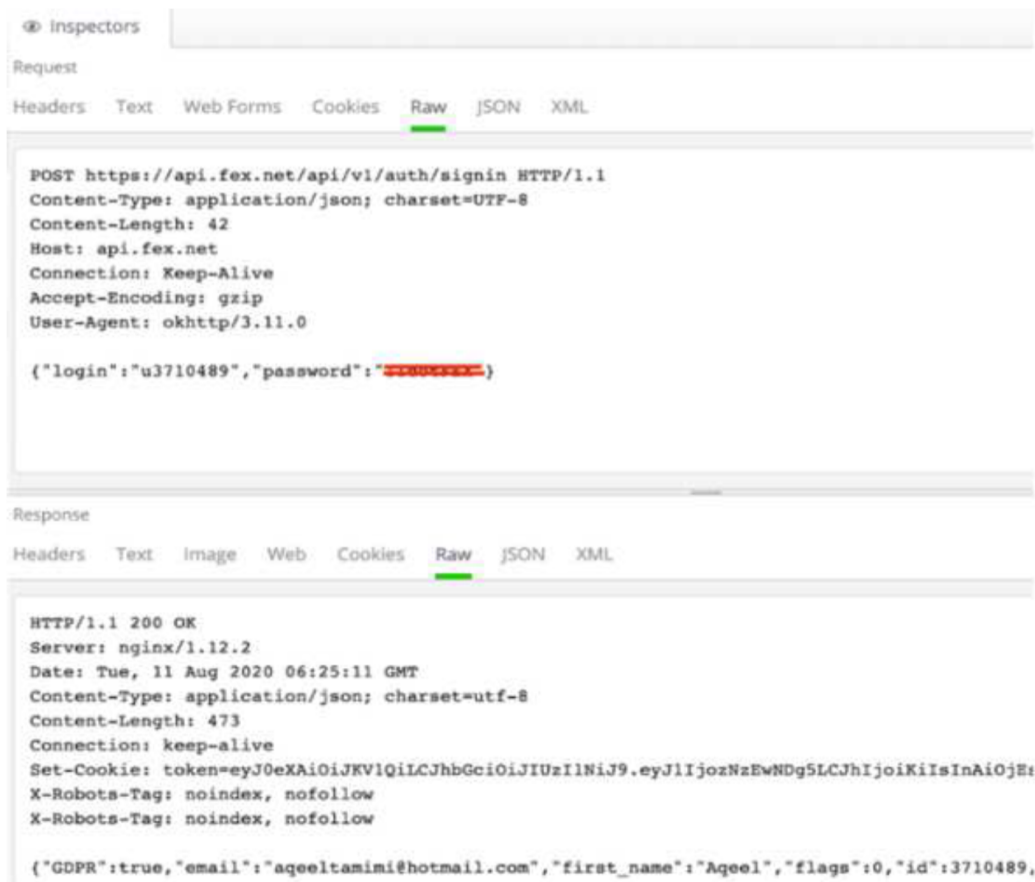 Inspectors
Request
Headers Text Web Forms Cookies Raw JSON XML
POST https://api.fex.net/api/v1/auth/signin HTTP/1.1
Content-Type: application/json; charset=UTF-8
Content-Length: 42
Host: api.fex.net
Connection: Keep-Alive
Accept-Encoding: gzip
User-Agent: okhttp/3.11.0
{"login":"u3710489","password":" }
Response
Headers Text Image Web Cookies Raw JSON XML
HTTP/1.1 200 OK
Server: nginx/1.12.2
Date: Tue, 11 Aug 2020 06:25:11 GMT
Content-Type: application/json; charset=utf-8
Content-Length: 473
Connection: keep-alive
Set-Cookie: token=eyJ0eXAiOiJKV1QiLCJhbGciOiJIUzI1NiJ9.eyJ1IjozNzEwNDg5LCJhIjoiKiIsInAiOjE
X-Robots-Tag: noindex, nofollow
X-Robots-Tag: noindex, nofollow
{"GDPR":true,"email":"aqeeltamimi@hotmail.com","first_name":"Aqeel","flags":0,"id":3710489,